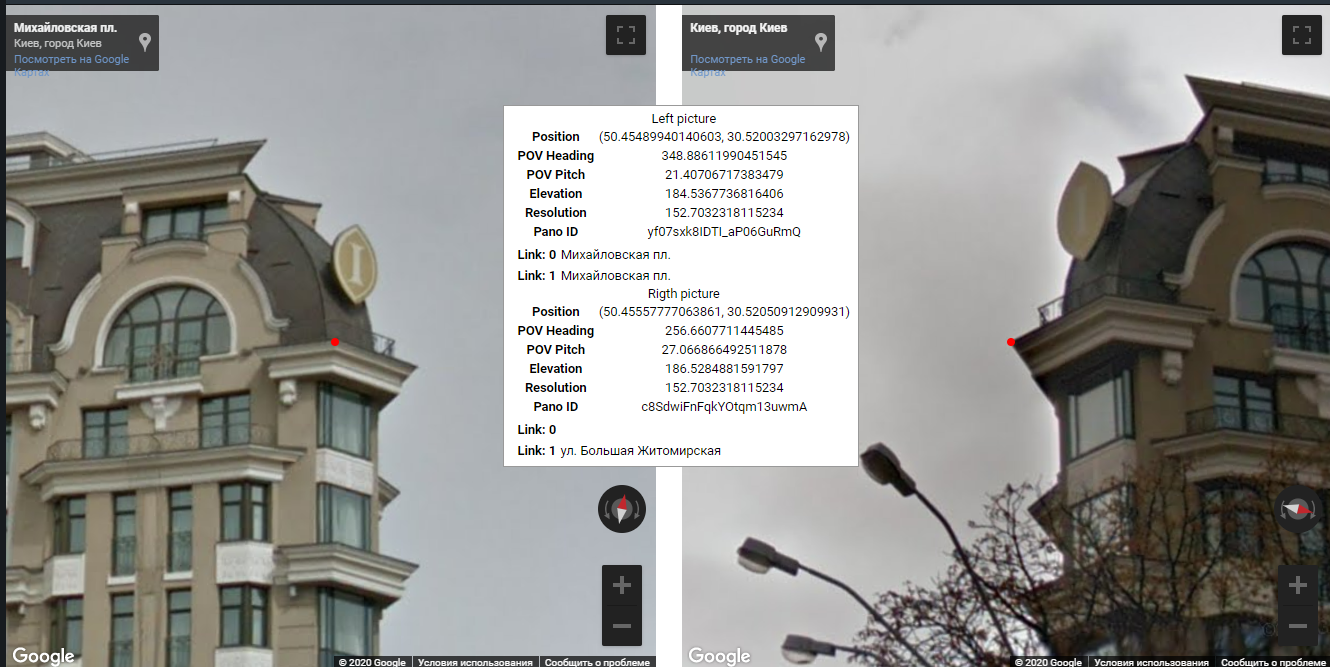 Михайловская пл.
Киев, город Киев
Посмотреть на Google
Картах
I
Google
© 2020 Google
Условия использования
Сообщить о проблеме
Left picture
Position (50.45489940140603, 30.52003297162978)
POV Heading 348.88611990451545
POV Pitch 21.40706717383479
Elevation 184.5367736816406
Resolution 152.7032318115234
Pano ID yf07sxk8IDTI_aP06GuRmQ
Link: 0 Михайловская пл.
Link: 1 Михайловская пл.
Rigth picture
Position (50.45557777063861, 30.52050912909931)
POV Heading 256.6607711445485
POV Pitch 27.066866492511878
Elevation 186.5284881591797
Resolution 152.7032318115234
Pano ID c8SdwiFnFqkYOtqm13uwmA
Link: 0
Link: 1 ул. Большая Житомирская
Киев, город Киев
Посмотреть на Google
Картах
Google
© 2020 Google
Условия использования
Сообщить о проблеме